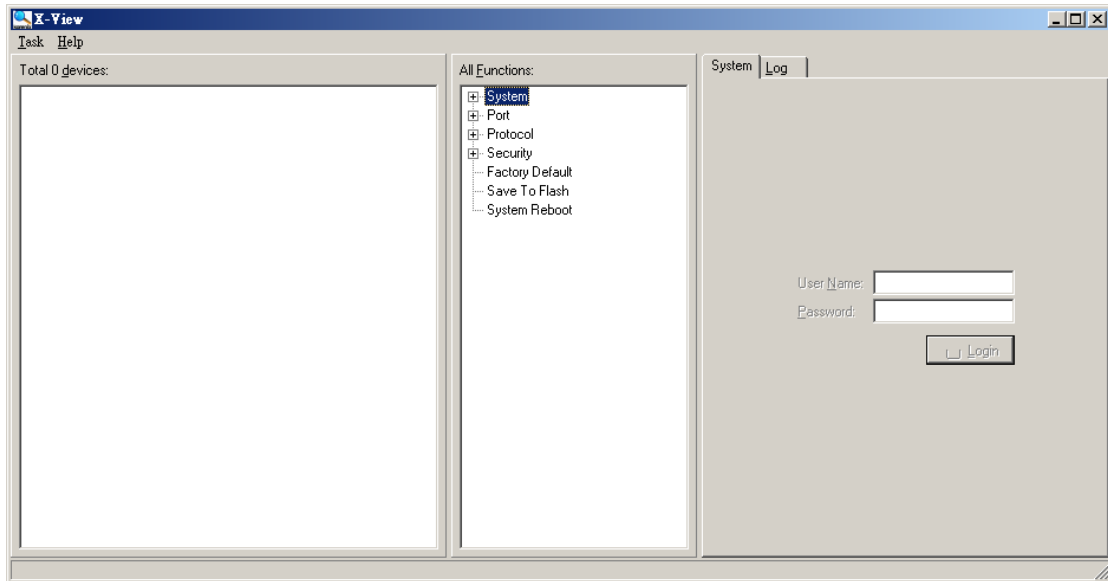 X-View
Task Help
Total 0 devices:
All Functions:
System
Port
Protocol
Security
Factory Default
Save To Flash
System Reboot
System Log
User Name:
Password:
Login